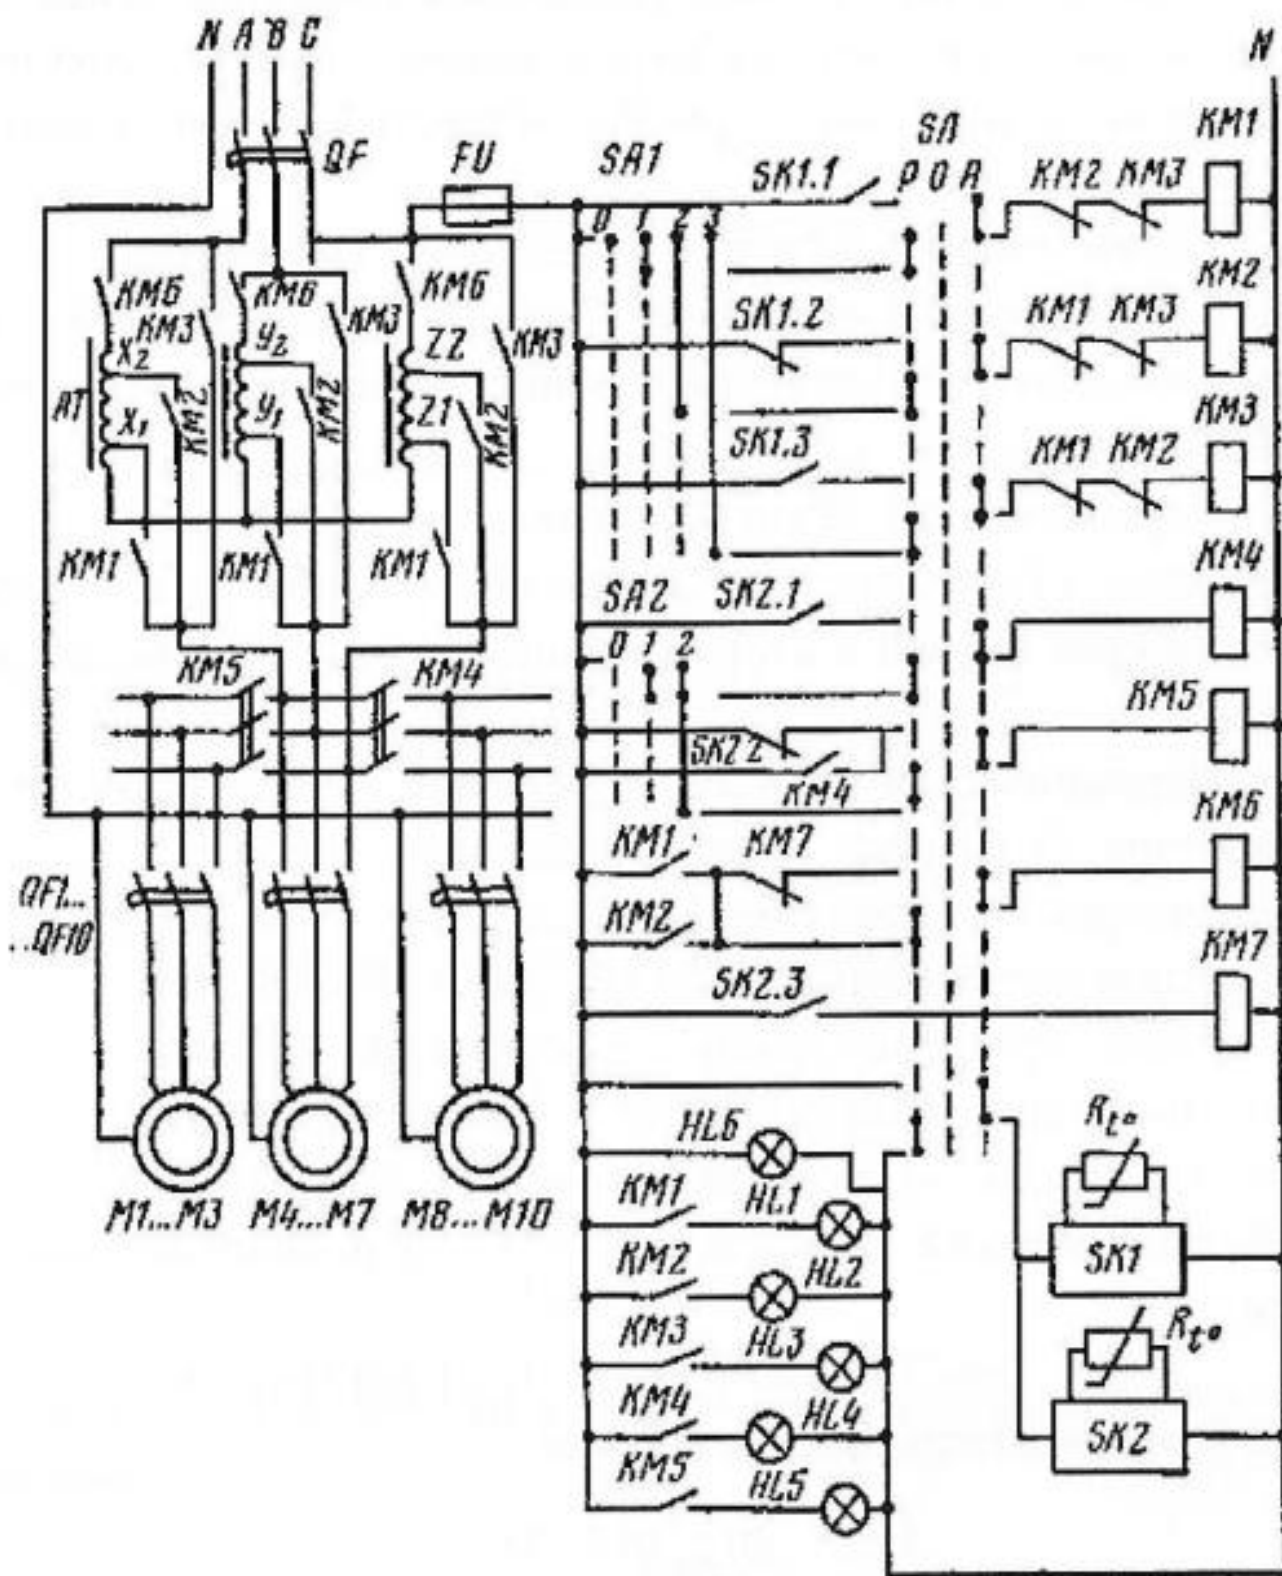 N A B C
N
QF
FU
SA1
SK1.1
SA
P O A
KM2 KM3
KM1
0 1 2 3
KM6
KM3
KM6
KM3
KM6
KM3
X2
Y2
Z2
AT
X1
KM2
Y1
KM2
Z1
KM2
SK1.2
KM1 KM3
KM2
SK1.3
KM1 KM2
KM3
KM1
KM1
KM1
SA2
SK2.1
KM4
0 1 2
KM5
KM4
KM5
SK2.2
KM4
KM1
KM7
KM6
QF1...
...QF10
KM2
KM7
SK2.3
HL6
Rt°
M1...M3
M4...M7
M8...M10
KM1
HL1
SK1
KM2
HL2
KM3
HL3
Rt°
KM4
HL4
SK2
KM5
HL5